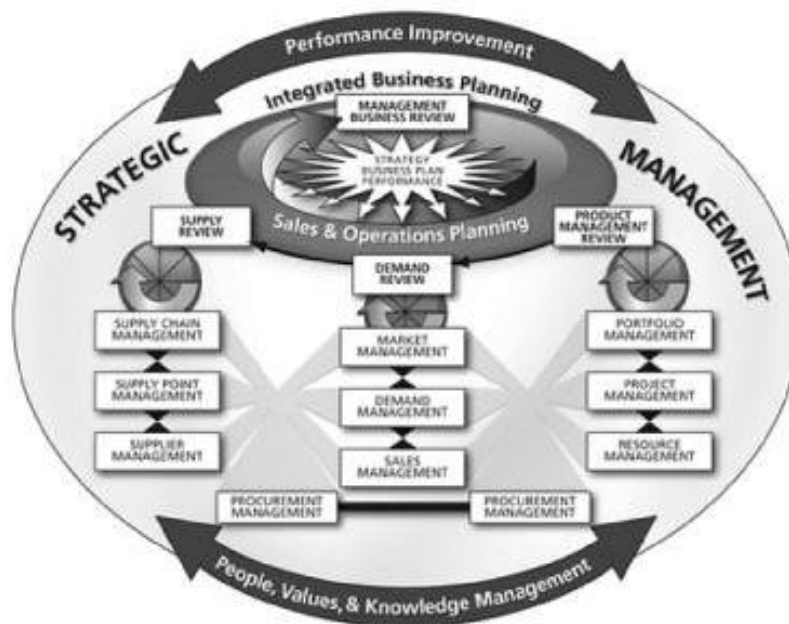 Performance Improvement
Integrated Business Planning
MANAGEMENT
BUSINESS REVIEW
STRATEGIC
MANAGEMENT
STRATEGY
BUSINESS PLAN
PERFORMANCE
SUPPLY
REVIEW
Sales & Operations Planning
PRODUCT
MANAGEMENT
REVIEW
DEMAND
REVIEW
SUPPLY CHAIN
MANAGEMENT
MARKET
MANAGEMENT
PORTFOLIO
MANAGEMENT
SUPPLY POINT
MANAGEMENT
DEMAND
MANAGEMENT
PROJECT
MANAGEMENT
SUPPLIER
MANAGEMENT
SALES
MANAGEMENT
RESOURCE
MANAGEMENT
PROCUREMENT
MANAGEMENT
PROCUREMENT
MANAGEMENT
People, Values, & Knowledge Management